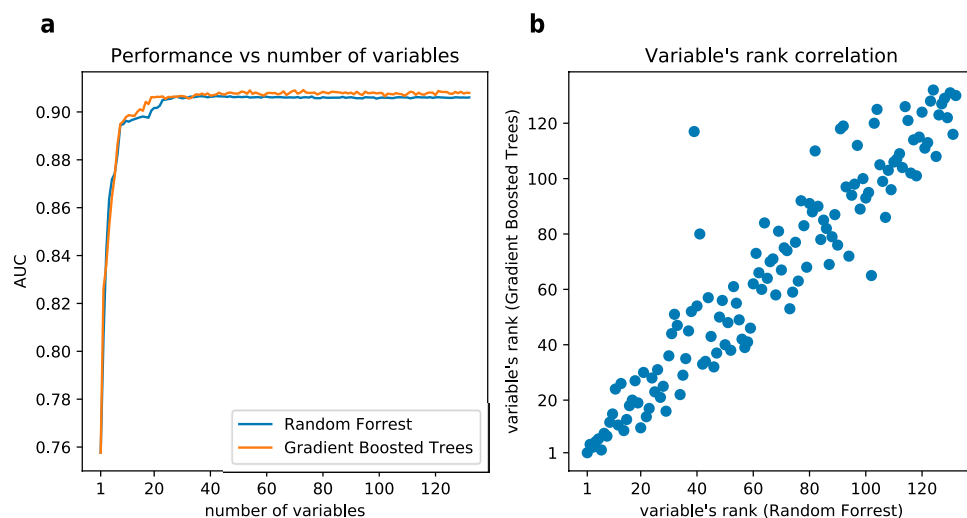 a
Performance vs number of variables
AUC
0.90
0.88
0.86
0.84
0.82
0.80
0.78
0.76
1 20 40 60 80 100 120
number of variables
Random Forrest
Gradient Boosted Trees
b
Variable's rank correlation
variable's rank (Gradient Boosted Trees)
120
100
80
60
40
20
1
1 20 40 60 80 100 120
variable's rank (Random Forrest)